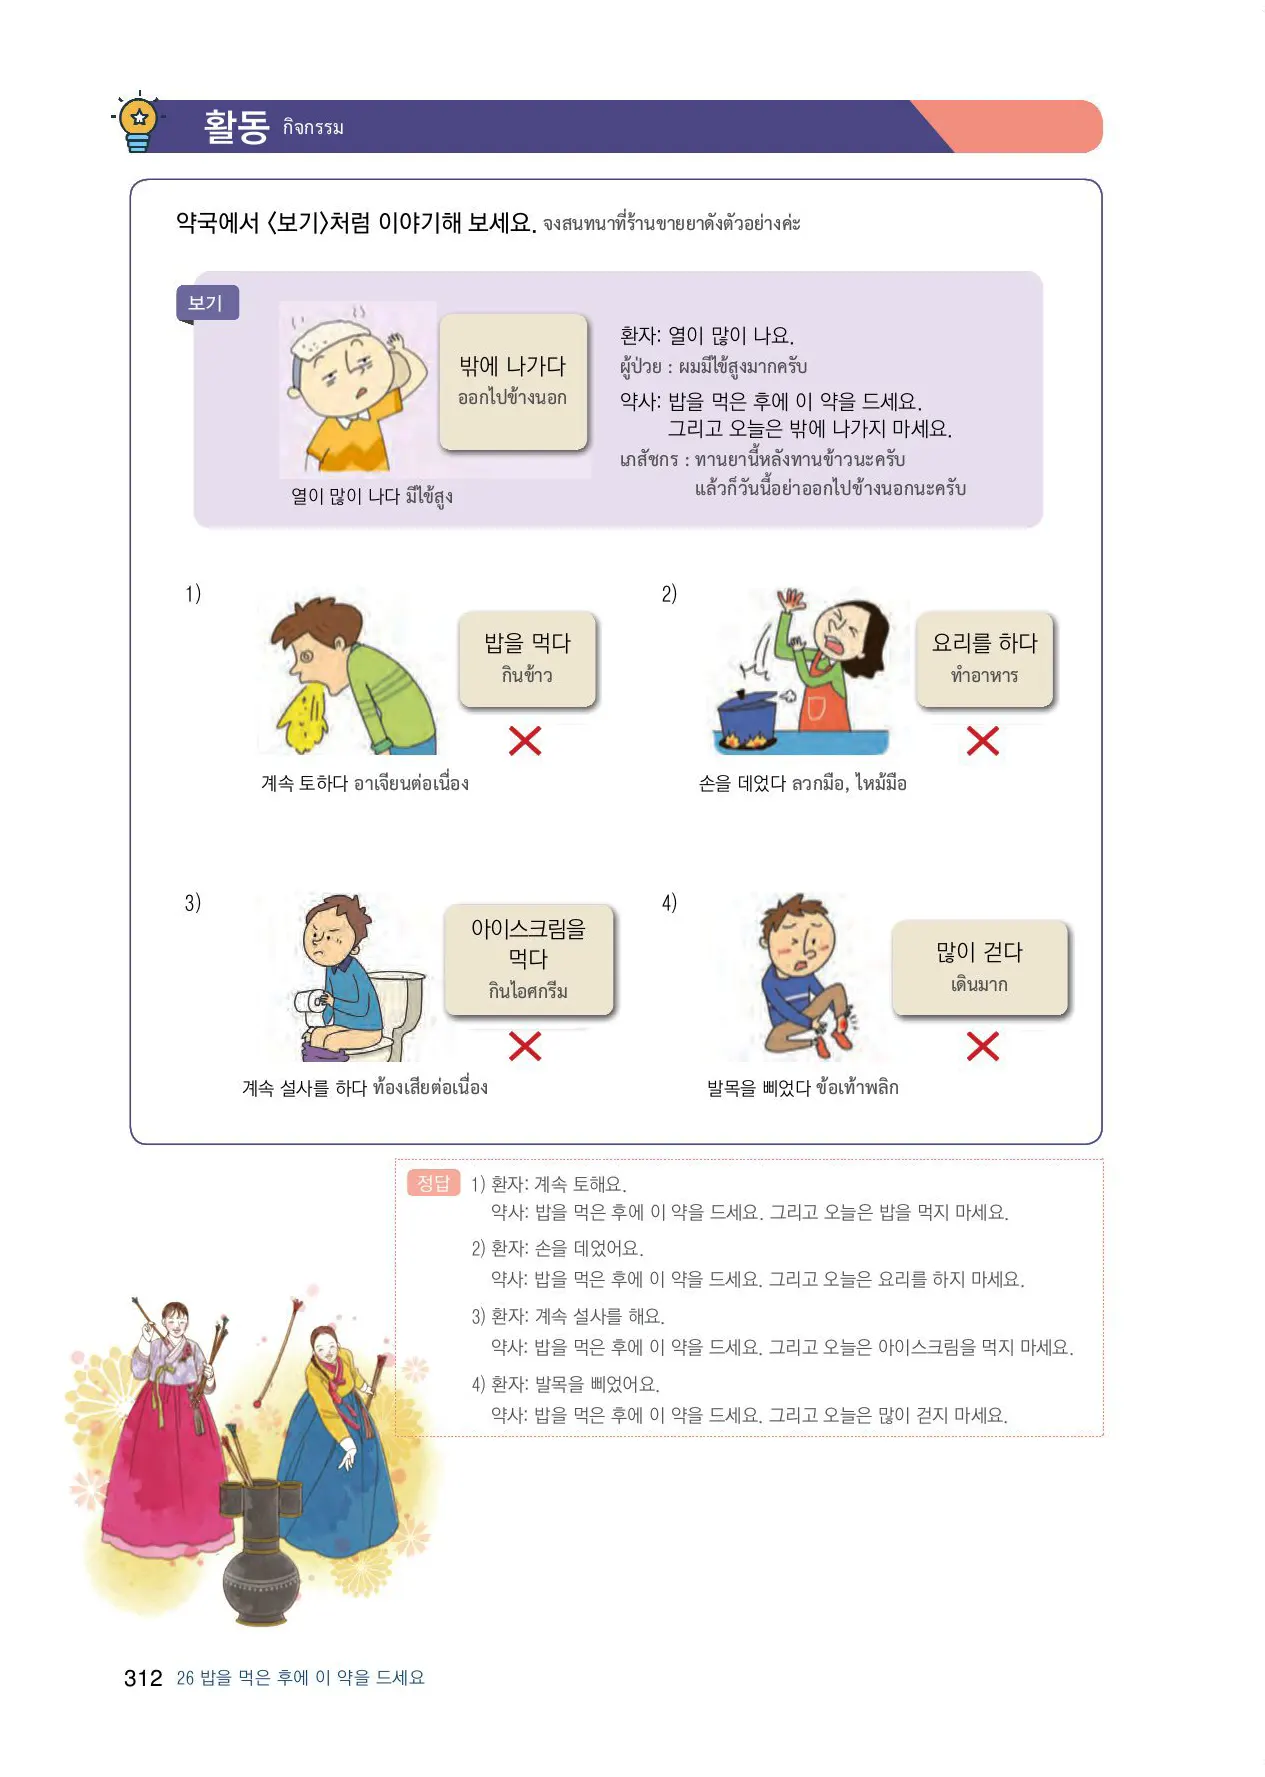 활동 กิจกรรม
약국에서 <보기>처럼 이야기해 보세요. จงสนทนาที่ร้านขายยาดังตัวอย่างค่ะ
보기
밖에 나가다
ออกไปข้างนอก
열이 많이 나다 มีไข้สูง
환자: 열이 많이 나요.
ผู้ป่วย : ผมมีไข้สูงมากครับ
약사: 밥을 먹은 후에 이 약을 드세요.
그리고 오늘은 밖에 나가지 마세요.
เภสัชกร : ทานยานี้หลังทานข้าวนะครับ
แล้วก็วันนี้อย่าออกไปข้างนอกนะครับ
1)
밥을 먹다
กินข้าว
계속 토하다 อาเจียนต่อเนื่อง
2)
요리를 하다
ทำอาหาร
손을 데었다 ลวกมือ, ไหม้มือ
3)
아이스크림을
먹다
กินไอศกรีม
계속 설사를 하다 ท้องเสียต่อเนื่อง
4)
많이 걷다
เดินมาก
발목을 삐었다 ข้อเท้าพลิก
정답 1) 환자: 계속 토해요.
약사: 밥을 먹은 후에 이 약을 드세요. 그리고 오늘은 밥을 먹지 마세요.
2) 환자: 손을 데었어요.
약사: 밥을 먹은 후에 이 약을 드세요. 그리고 오늘은 요리를 하지 마세요.
3) 환자: 계속 설사를 해요.
약사: 밥을 먹은 후에 이 약을 드세요. 그리고 오늘은 아이스크림을 먹지 마세요.
4) 환자: 발목을 삐었어요.
약사: 밥을 먹은 후에 이 약을 드세요. 그리고 오늘은 많이 걷지 마세요.
312 26 밥을 먹은 후에 이 약을 드세요